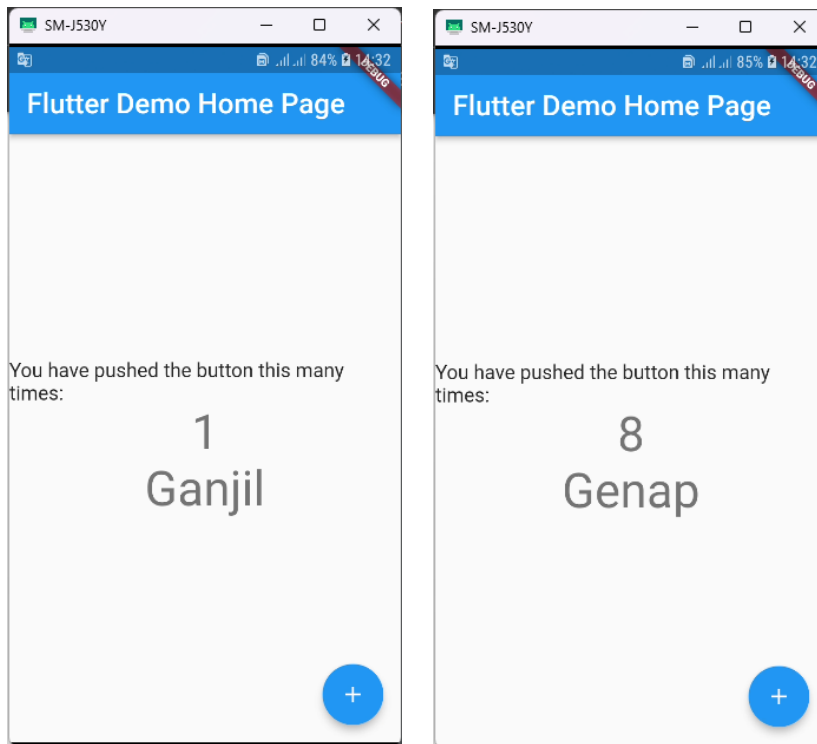 SM-J530Y
84% 14:32
DEBUG
Flutter Demo Home Page
You have pushed the button this many
times:
1
Ganjil
+
SM-J530Y
85% 14:32
DEBUG
Flutter Demo Home Page
You have pushed the button this many
times:
8
Genap
+